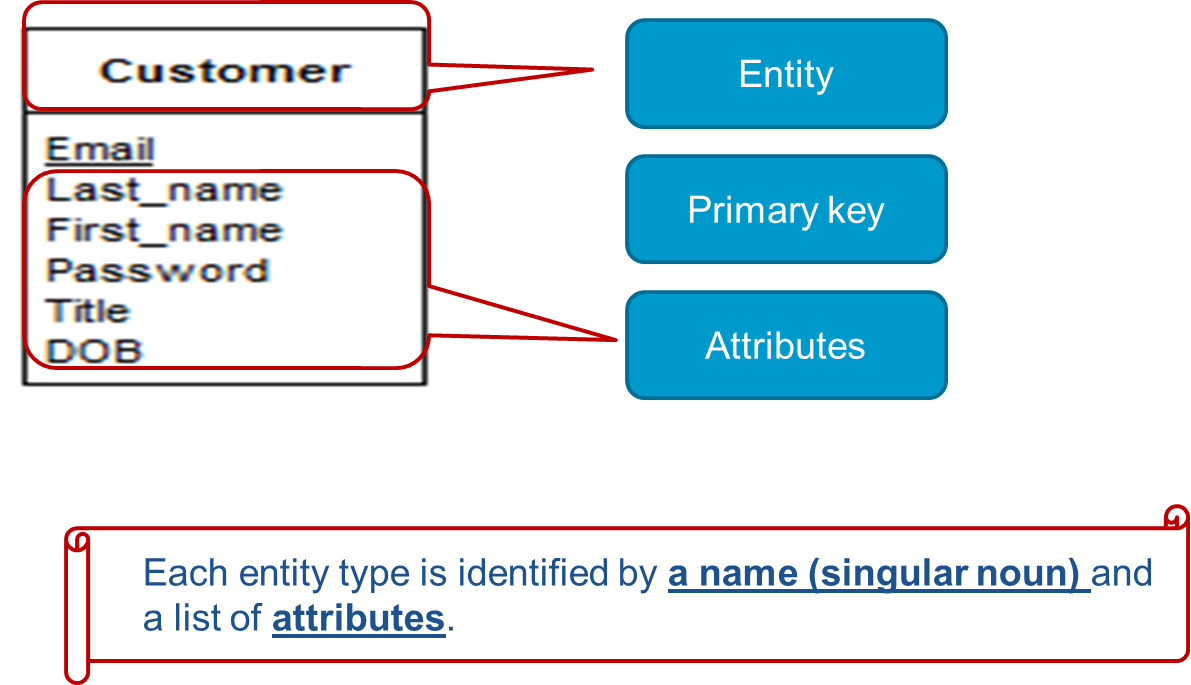 Customer
Entity
Email
Last_name
First_name
Password
Title
DOB
Primary key
Attributes
Each entity type is identified by a name (singular noun) and
a list of attributes.